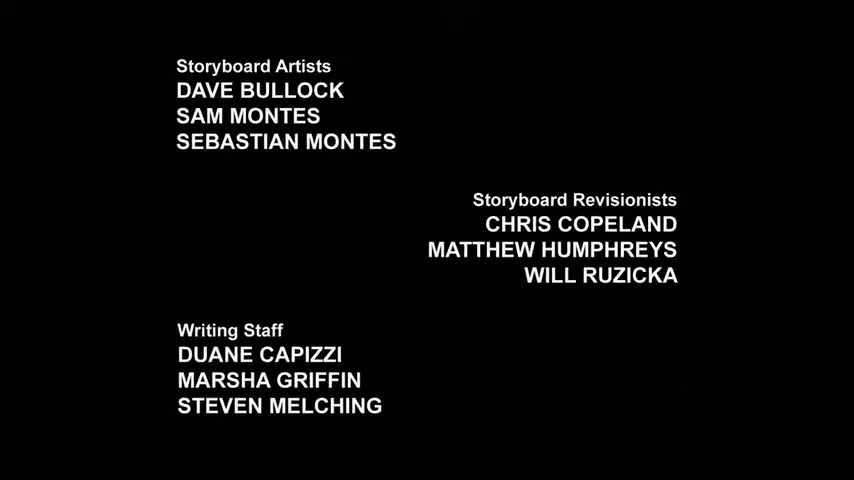 Storyboard Artists
DAVE BULLOCK
SAM MONTES
SEBASTIAN MONTES
Storyboard Revisionists
CHRIS COPELAND
MATTHEW HUMPHREYS
WILL RUZICKA
Writing Staff
DUANE CAPIZZI
MARSHA GRIFFIN
STEVEN MELCHING